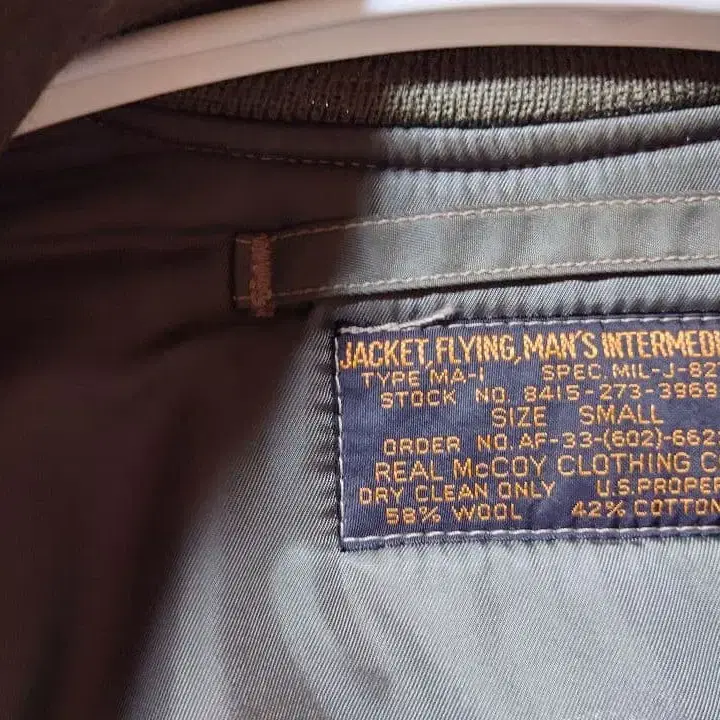 JACKET, FLYING, MAN'S INTERMEDI
TYPE MA-1 SPEC. MIL-J-827
STOCK NO. 8415-273-3969
SIZE SMALL
ORDER NO. AF-33-(602)-662
REAL McCOY CLOTHING C
DRY CLEAN ONLY U.S. PROPER
58% WOOL 42% COTTON